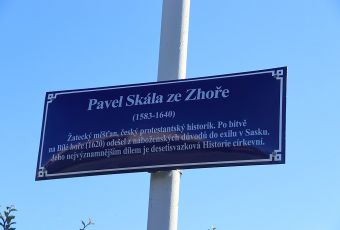 Pavel Skála ze Zhoře
(1583-1640)
Žatecký měšťan, český protestantský historik. Po bitvě
na Bílé hoře (1620) odešel z náboženských důvodů do exilu v Sasku.
Jeho nejvýznamnějším dílem je desetisvazková Historie církevní.